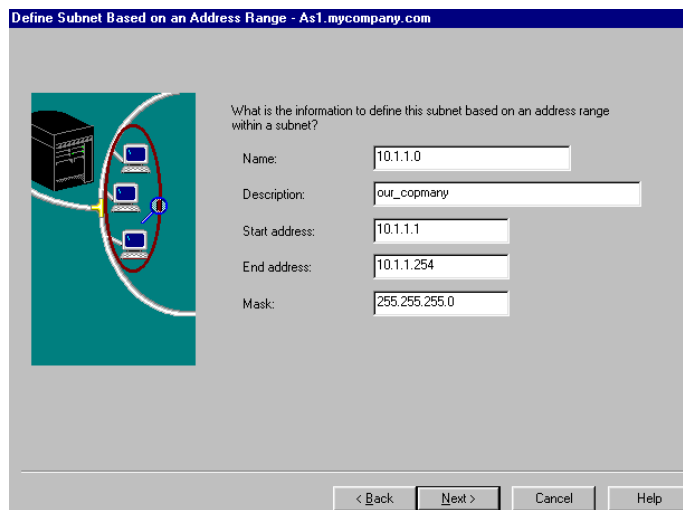 Define Subnet Based on an Address Range - As1.mycompany.com
What is the information to define this subnet based on an address range
within a subnet?
Name: 10.1.1.0
Description: our_copmany
Start address: 10.1.1.1
End address: 10.1.1.254
Mask: 255.255.255.0
< Back Next > Cancel Help